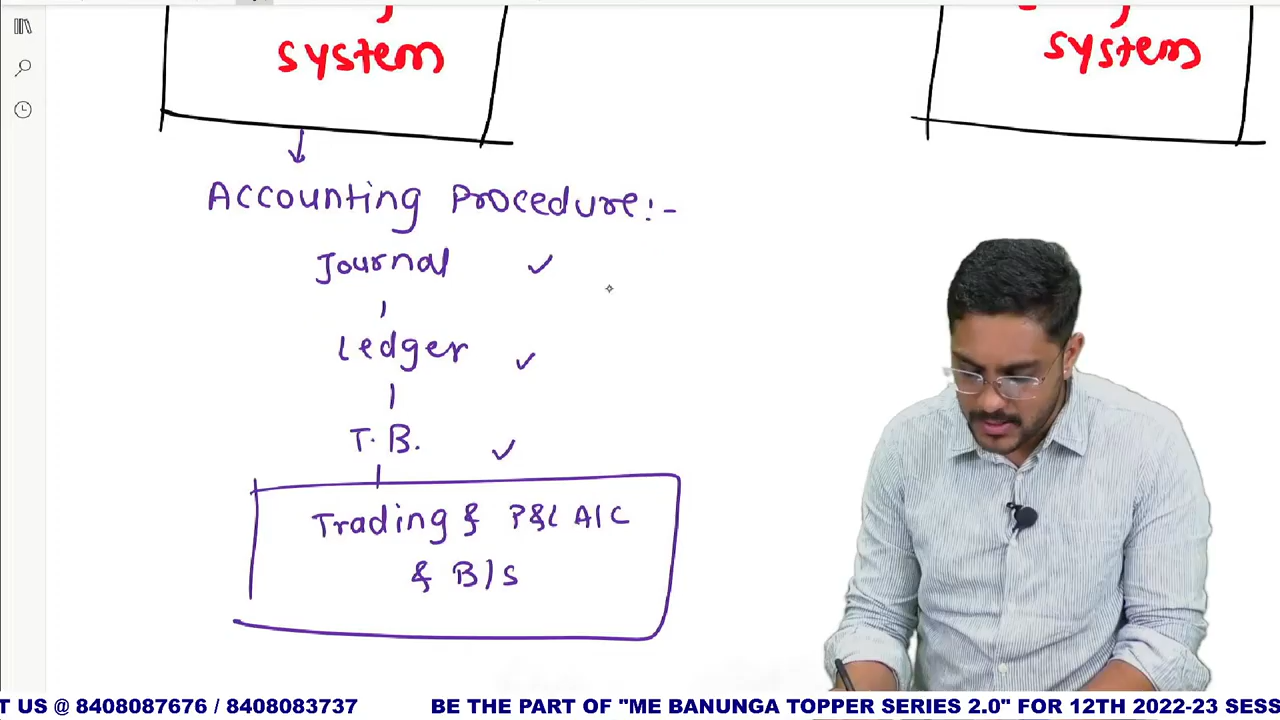 system
system
Accounting Procedure:-
Journal ✓
Ledger ✓
T.B. ✓
Trading & P&L A/C
& B/S
T US @ 8408087676 / 8408083737 BE THE PART OF "ME BANUNGA TOPPER SERIES 2.0" FOR 12TH 2022-23 SESS